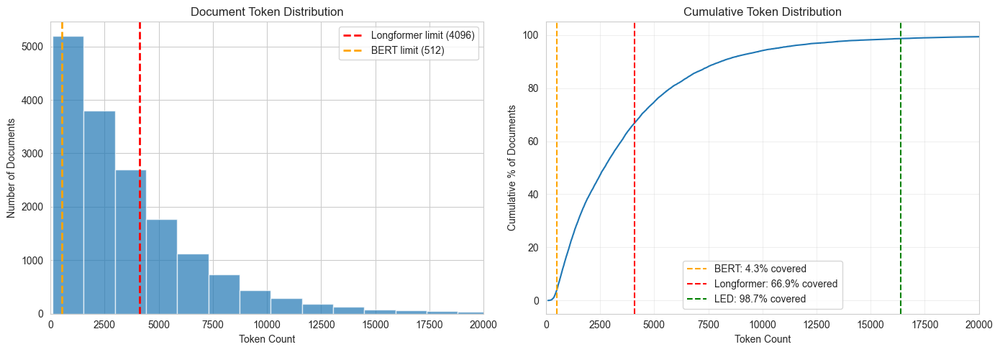 Document Token Distribution
Number of Documents
5000
4000
3000
2000
1000
0
Longformer limit (4096)
BERT limit (512)
0 2500 5000 7500 10000 12500 15000 17500 20000
Token Count
Cumulative Token Distribution
Cumulative % of Documents
100
80
60
40
20
0
BERT: 4.3% covered
Longformer: 66.9% covered
LED: 98.7% covered
0 2500 5000 7500 10000 12500 15000 17500 20000
Token Count